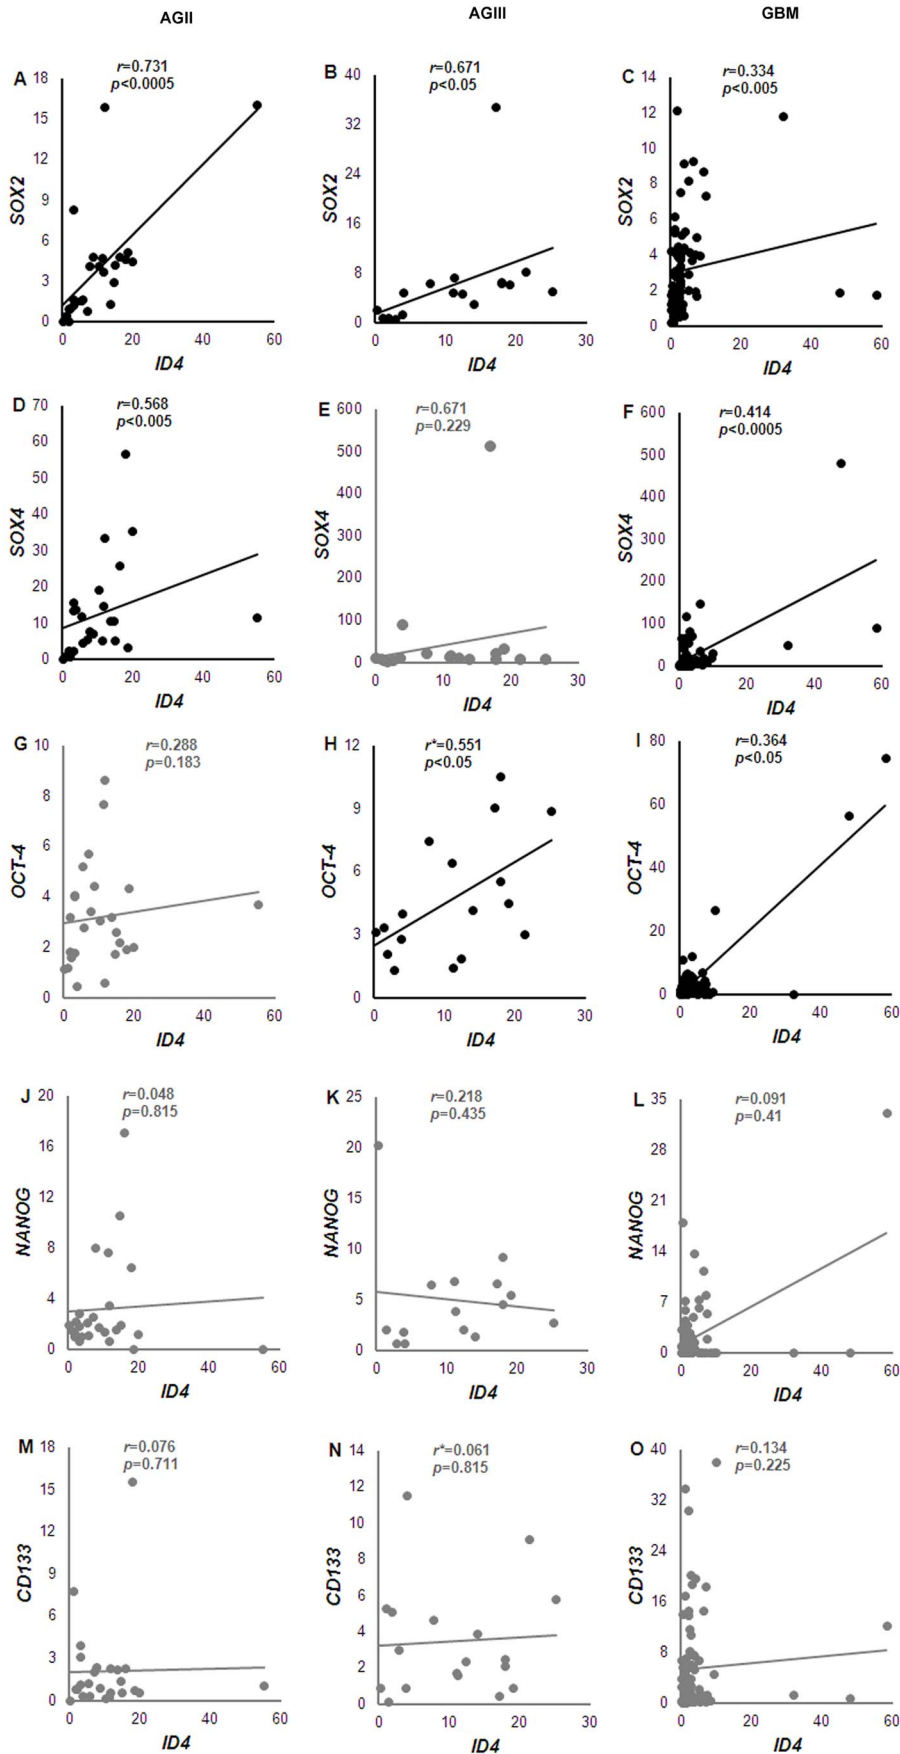 AGII
AGIII
GBM
A
r=0.731
p<0.0005
18
15
12
9
6
3
0
SOX2
0
20
40
60
ID4
B
r=0.671
p<0.05
40
32
24
16
8
0
SOX2
0
10
20
30
ID4
C
r=0.334
p<0.005
14
12
10
8
6
4
2
0
SOX2
0
20
40
60
ID4
D
r=0.568
p<0.005
70
60
50
40
30
20
10
0
SOX4
0
20
40
60
ID4
E
r=0.671
p=0.229
600
500
400
300
200
100
0
SOX4
0
10
20
30
ID4
F
r=0.414
p<0.0005
600
500
400
300
200
100
0
SOX4
0
20
40
60
ID4
G
r=0.288
p=0.183
10
8
6
4
2
0
OCT-4
0
20
40
60
ID4
H
r*=0.551
p<0.05
12
9
6
3
0
OCT-4
0
10
20
30
ID4
I
r=0.364
p<0.05
80
60
40
20
0
OCT-4
0
20
40
60
ID4
J
r=0.048
p=0.815
20
16
12
8
4
0
NANOG
0
20
40
60
ID4
K
r=0.218
p=0.435
25
20
15
10
5
0
NANOG
0
10
20
30
ID4
L
r=0.091
p=0.41
35
28
21
14
7
0
NANOG
0
20
40
60
ID4
M
r=0.076
p=0.711
18
15
12
9
6
3
0
CD133
0
20
40
60
ID4
N
r*=0.061
p=0.815
14
12
10
8
6
4
2
0
CD133
0
10
20
30
ID4
O
r=0.134
p=0.225
40
32
24
16
8
0
CD133
0
20
40
60
ID4